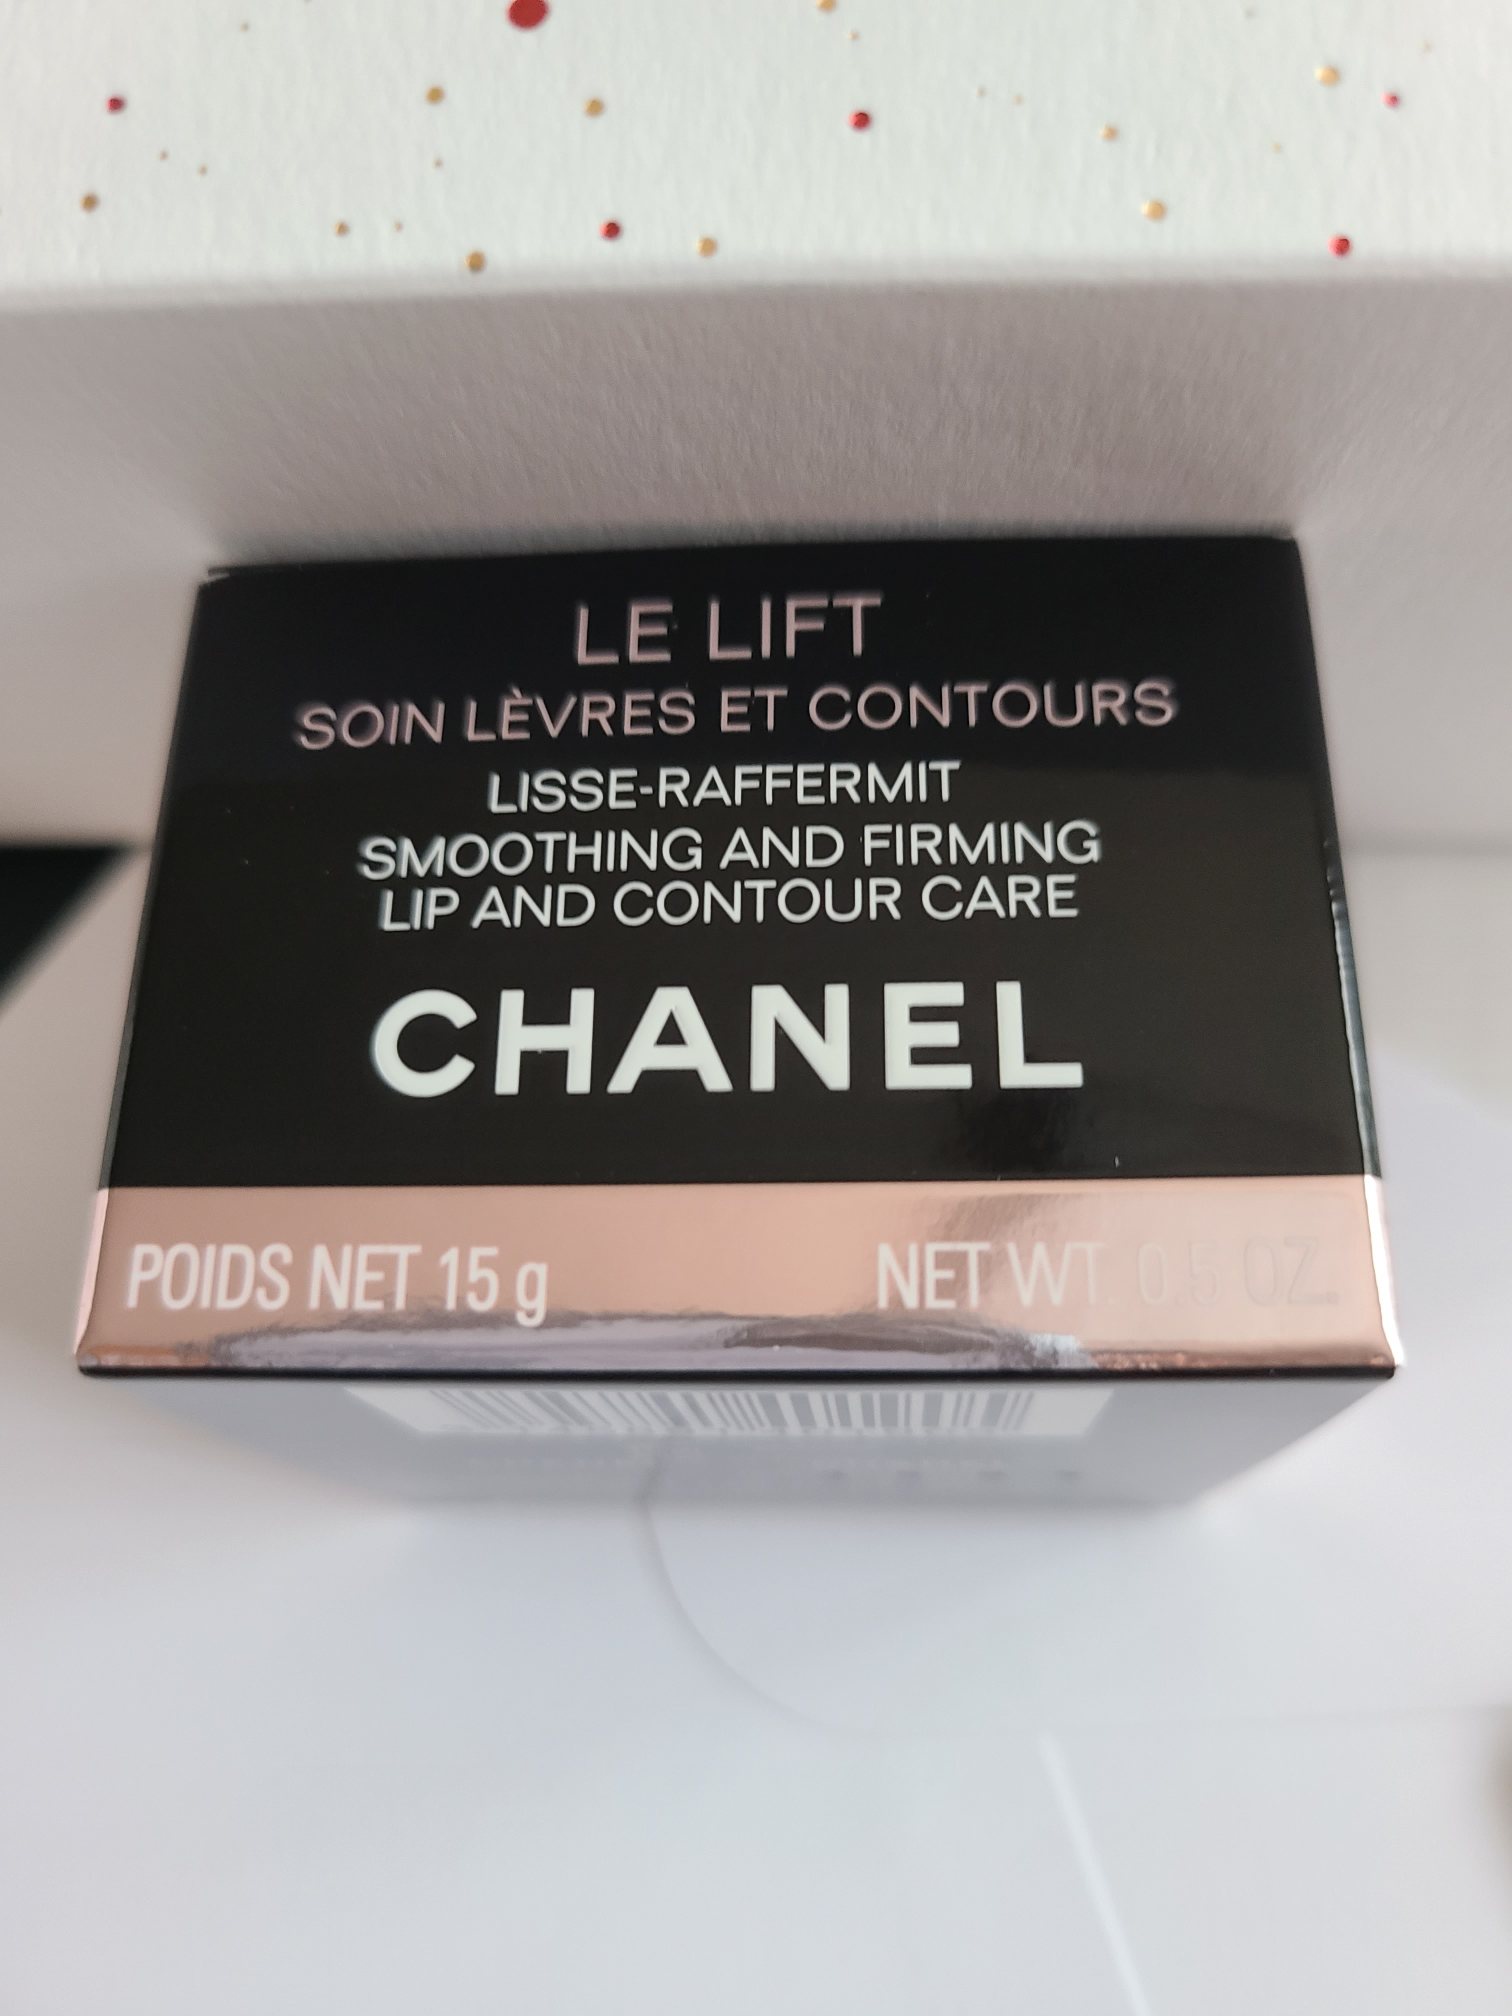 LE LIFT
SOIN LÈVRES ET CONTOURS
LISSE-RAFFERMIT
SMOOTHING AND FIRMING
LIP AND CONTOUR CARE
CHANEL
POIDS NET 15 g NET WT. 0.5 OZ.